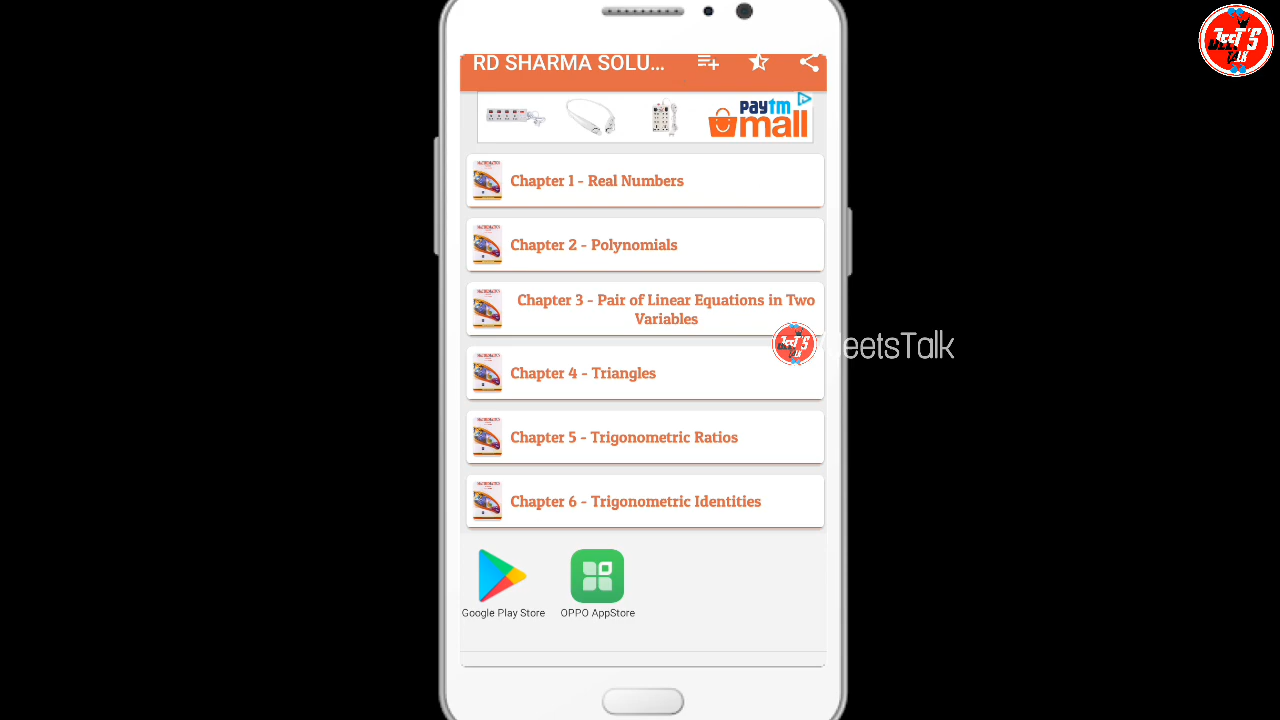 JEET'S
TALK
RD SHARMA SOLU...
paytm
mall
Chapter 1 - Real Numbers
Chapter 2 - Polynomials
Chapter 3 - Pair of Linear Equations in Two
Variables
JeetsTalk
Chapter 4 - Triangles
Chapter 5 - Trigonometric Ratios
Chapter 6 - Trigonometric Identities
Google Play Store
OPPO AppStore